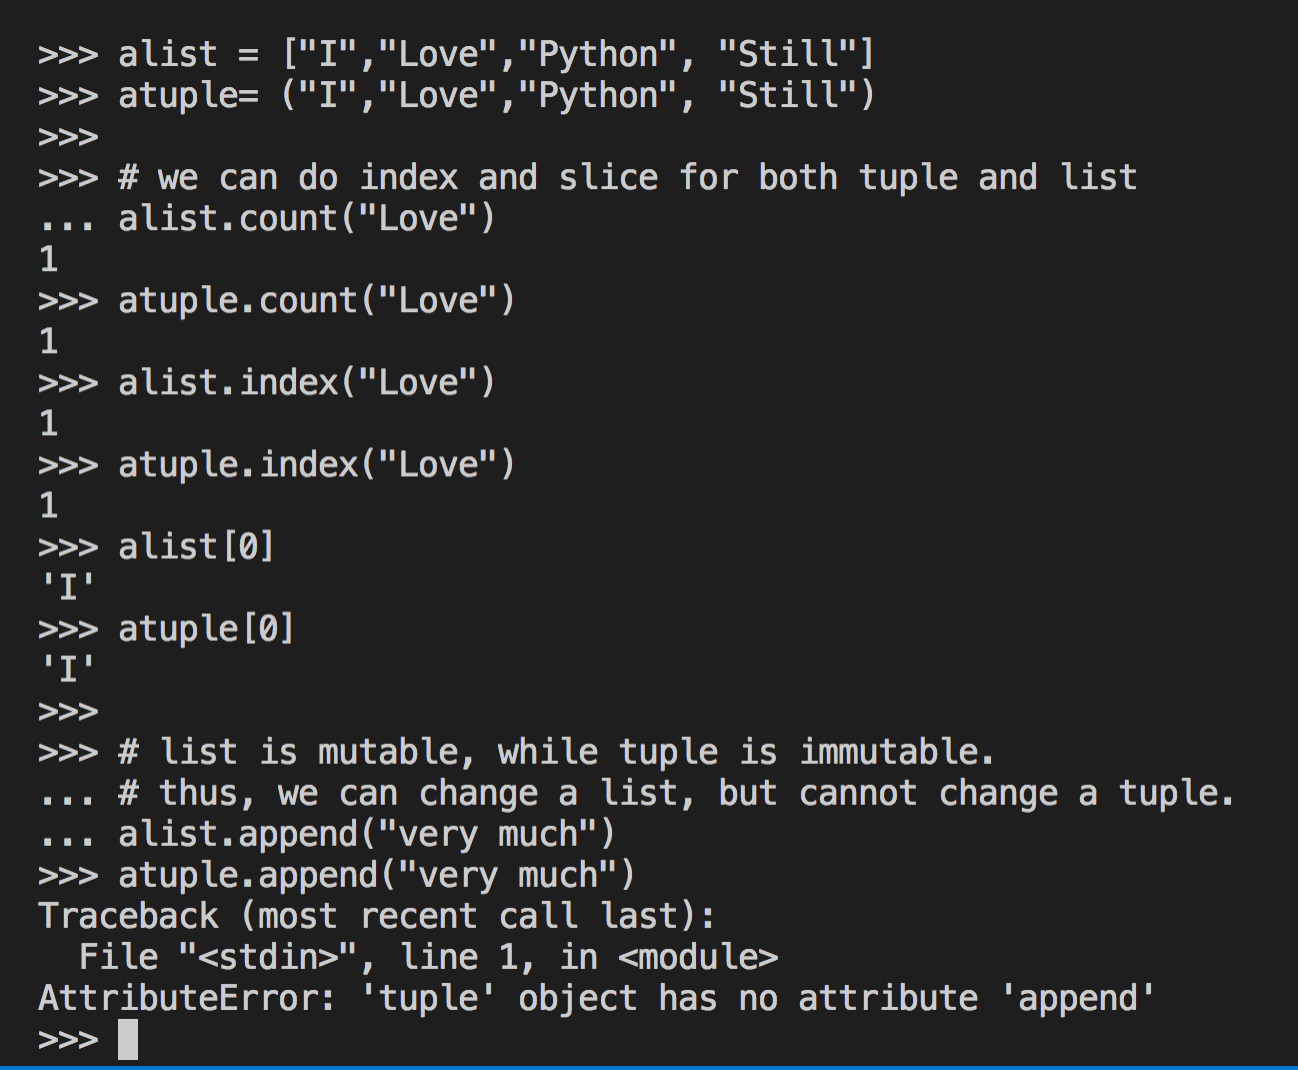 >>> alist = ["I","Love","Python", "Still"]
>>> atuple= ("I","Love","Python", "Still")
>>>
>>> # we can do index and slice for both tuple and list
... alist.count("Love")
1
>>> atuple.count("Love")
1
>>> alist.index("Love")
1
>>> atuple.index("Love")
1
>>> alist[0]
'I'
>>> atuple[0]
'I'
>>>
>>> # list is mutable, while tuple is immutable.
... # thus, we can change a list, but cannot change a tuple.
... alist.append("very much")
>>> atuple.append("very much")
Traceback (most recent call last):
  File "<stdin>", line 1, in <module>
AttributeError: 'tuple' object has no attribute 'append'
>>>